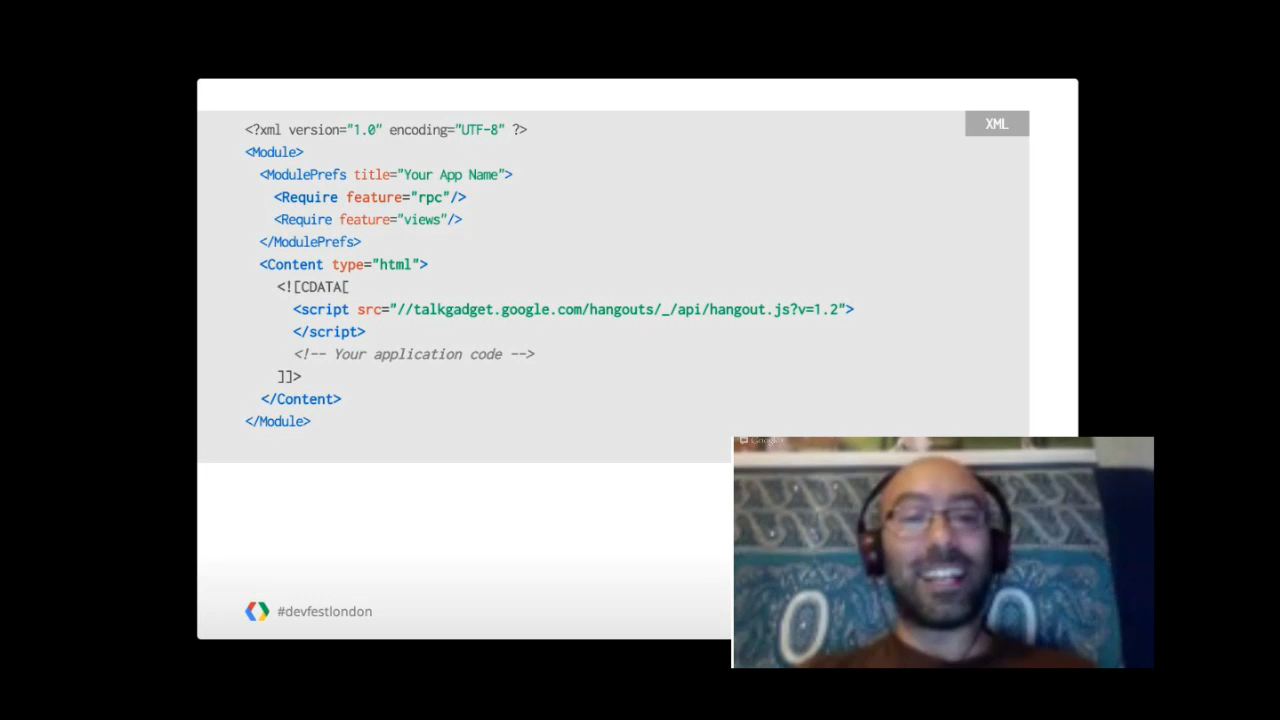 XML
<?xml version="1.0" encoding="UTF-8" ?>
<Module>
<ModulePrefs title="Your App Name">
<Require feature="rpc"/>
<Require feature="views"/>
</ModulePrefs>
<Content type="html">
<![CDATA[
<script src="//talkgadget.google.com/hangouts/_/api/hangout.js?v=1.2">
</script>
<!-- Your application code -->
]]>
</Content>
</Module>
Google+
#devfestlondon